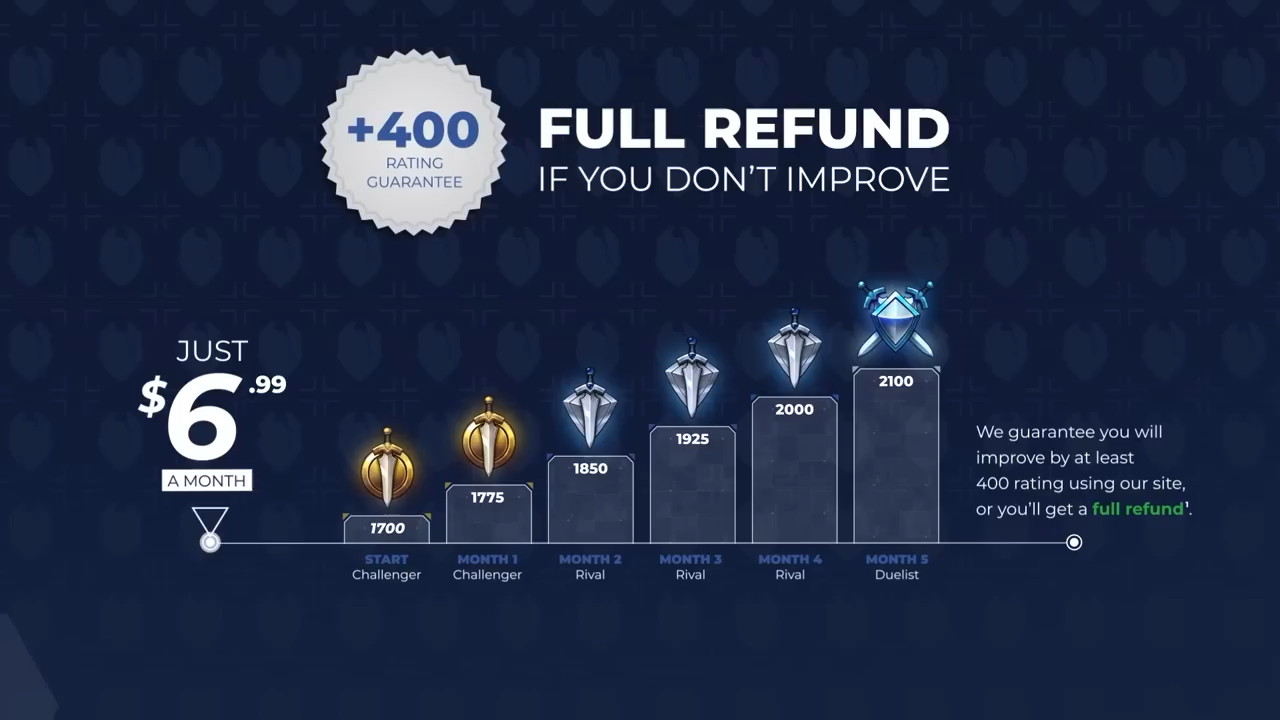 +400
RATING
GUARANTEE
FULL REFUND
IF YOU DON'T IMPROVE
JUST
$6.99
A MONTH
1700
1775
1850
1925
2000
2100
START
Challenger
MONTH 1
Challenger
MONTH 2
Rival
MONTH 3
Rival
MONTH 4
Rival
MONTH 5
Duelist
We guarantee you will
improve by at least
400 rating using our site,
or you'll get a full refund¹.